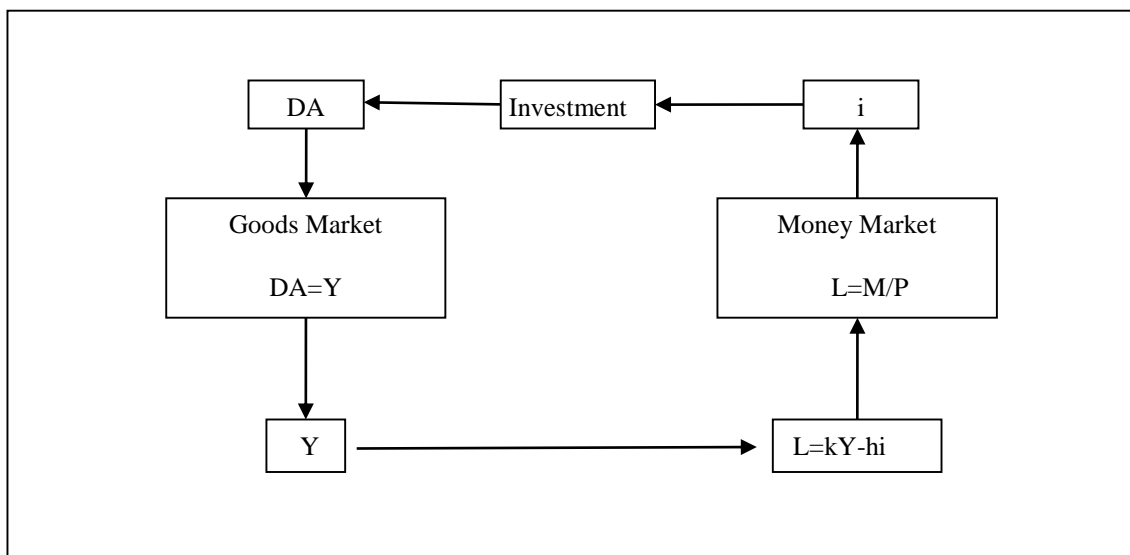 DA
Investment
i
Goods Market
DA=Y
Money Market
L=M/P
Y
L=kY-hi